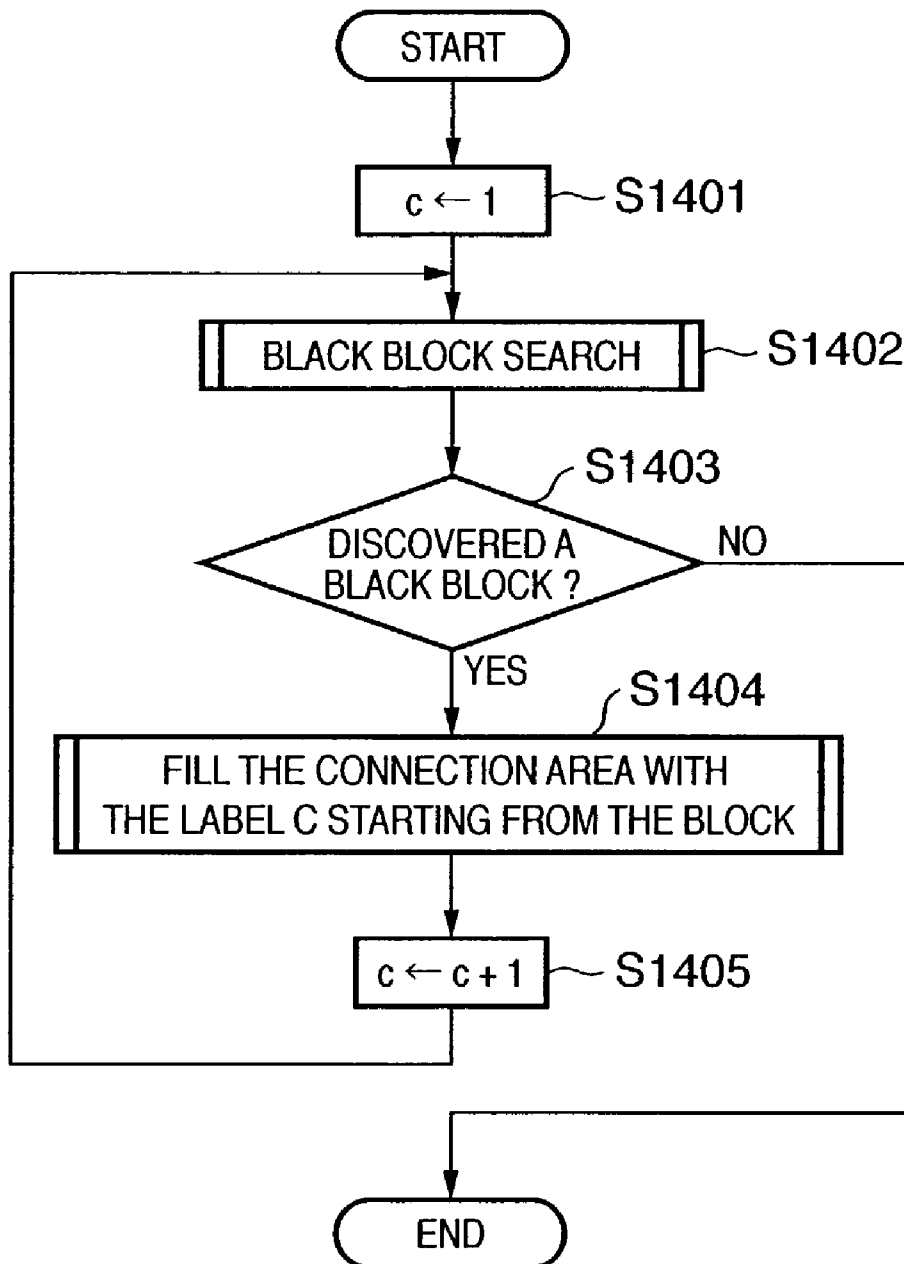 START
c ← 1
S1401
BLACK BLOCK SEARCH
S1402
S1403
DISCOVERED A
BLACK BLOCK ?
NO
YES
S1404
FILL THE CONNECTION AREA WITH
THE LABEL C STARTING FROM THE BLOCK
c ← c + 1
S1405
END